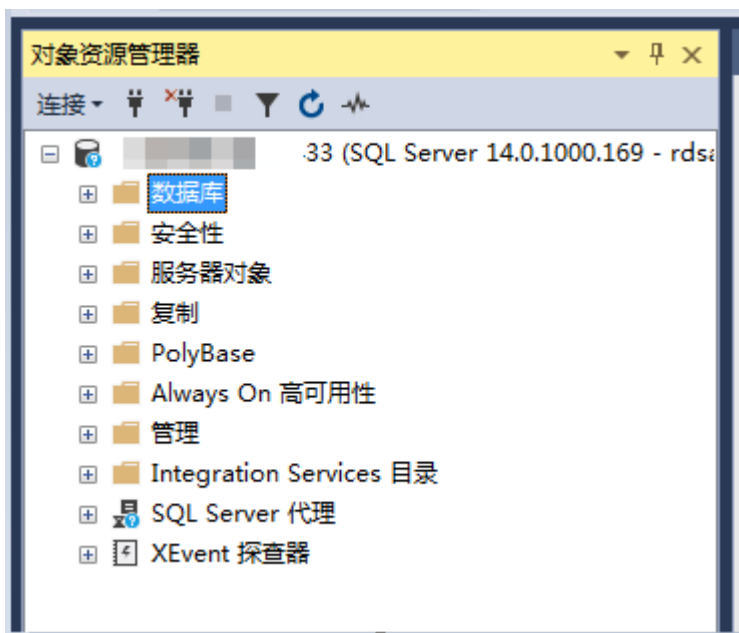 对象资源管理器
连接
·33 (SQL Server 14.0.1000.169 - rdsa
数据库
安全性
服务器对象
复制
PolyBase
Always On 高可用性
管理
Integration Services 目录
SQL Server 代理
XEvent 探查器